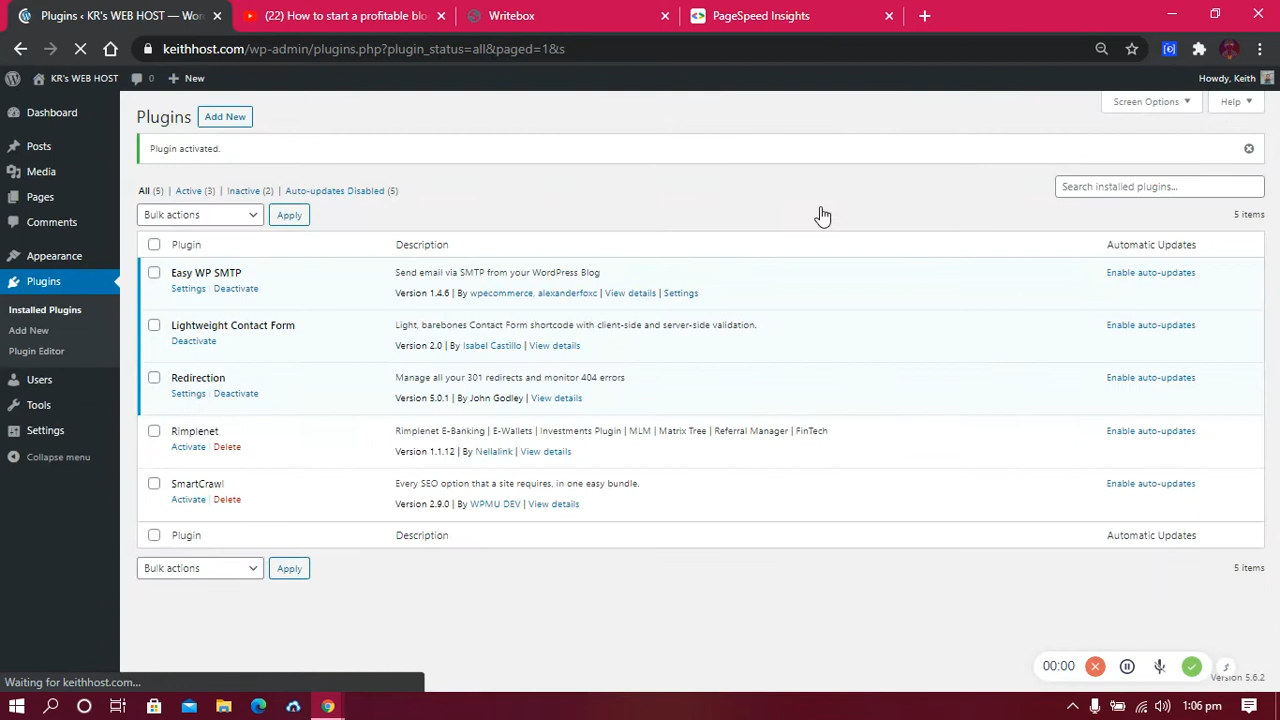 KR's WEB HOST — Wor
(22) How to start a profitable blo
Writebox
PageSpeed Insights
keithhost.com/wp-admin/plugins.php?plugin_status=all&paged=1&s
KR'S WEB HOST
0
New
Howdy, Keith
Screen Options
Help
Dashboard
Posts
Media
Pages
Comments
Appearance
Plugins
Installed Plugins
Add New
Plugin Editor
Users
Tools
Settings
Collapse menu
Plugins
Add New
Plugin activated.
All (5) | Active (3) | Inactive (2) | Auto-updates Disabled (5)
Search installed plugins...
Bulk actions
Apply
5 items
Plugin Description Automatic Updates
Easy WP SMTP Send email via SMTP from your WordPress Blog Enable auto-updates
Settings | Deactivate Version 1.4.6 | By wpecommerce, alexanderfoxc | View details | Settings
Lightweight Contact Form Light, barebones Contact Form shortcode with client-side and server-side validation. Enable auto-updates
Deactivate Version 2.0 | By Isabel Castillo | View details
Redirection Manage all your 301 redirects and monitor 404 errors Enable auto-updates
Settings | Deactivate Version 5.0.1 | By John Godley | View details
Rimplenet Rimplenet E-Banking | E-Wallets | Investments Plugin | MLM | Matrix Tree | Referral Manager | FinTech Enable auto-updates
Activate | Delete Version 1.1.12 | By Nellalink | View details
SmartCrawl Every SEO option that a site requires, in one easy bundle. Enable auto-updates
Activate | Delete Version 2.9.0 | By WPMU DEV | View details
Plugin Description Automatic Updates
Bulk actions
Apply
5 items
00:00
Version 5.6.2
Waiting for keithhost.com...
1:06 pm